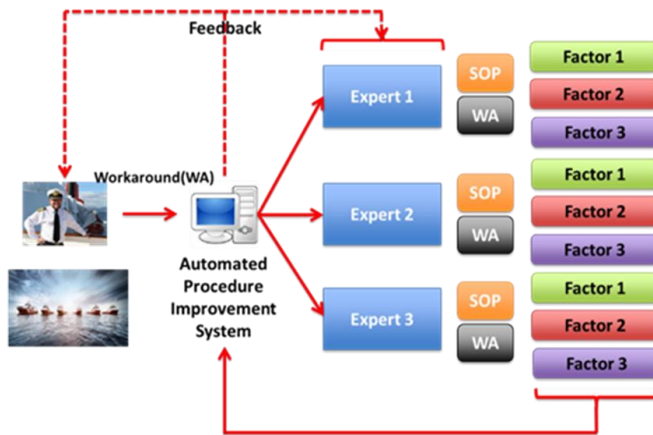 Feedback
Workaround(WA)
Automated
Procedure
Improvement
System
Expert 1
SOP
WA
Factor 1
Factor 2
Factor 3
Expert 2
SOP
WA
Factor 1
Factor 2
Factor 3
Expert 3
SOP
WA
Factor 1
Factor 2
Factor 3